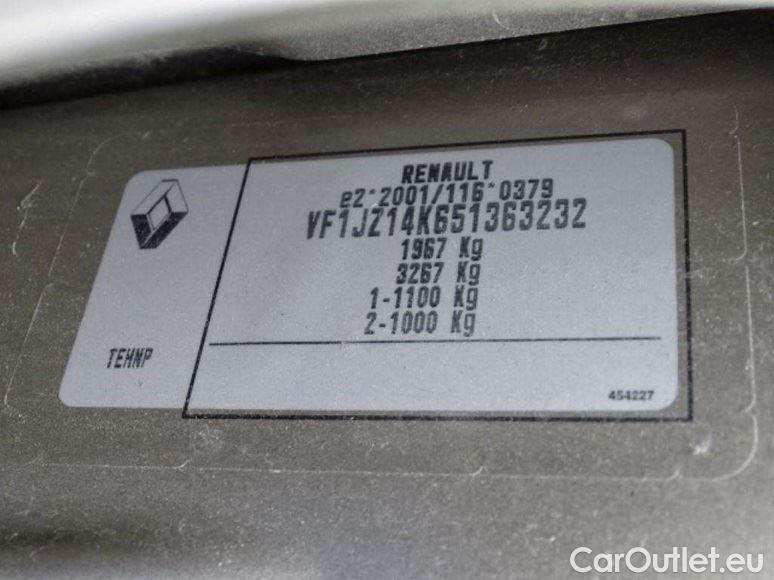 RENAULT
e2*2001/116*0379
VF1JZ14K651363232
1967 Kg
3267 Kg
1-1100 Kg
2-1000 Kg
TEHNP
454227
CarOutlet.eu